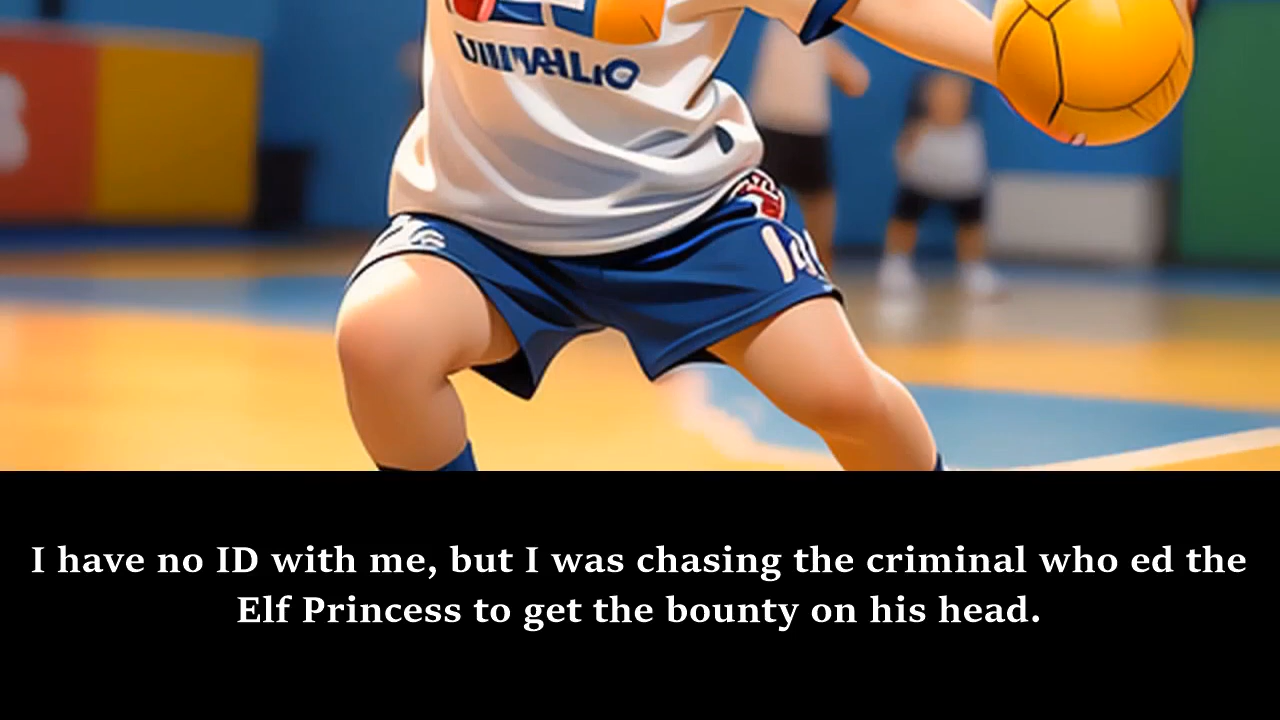 I have no ID with me, but I was chasing the criminal who ed the
Elf Princess to get the bounty on his head.